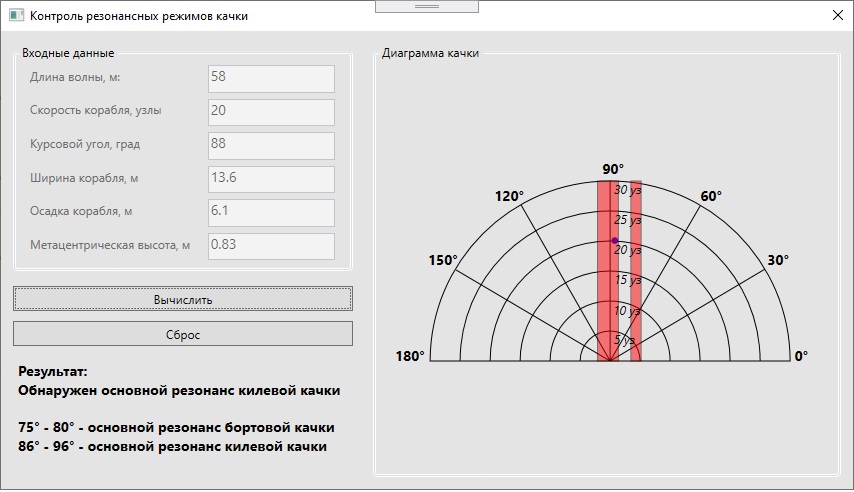 Контроль резонансных режимов качки
Входные данные
Длина волны, м:
58
Скорость корабля, узлы
20
Курсовой угол, град
88
Ширина корабля, м
13.6
Осадка корабля, м
6.1
Метацентрическая высота, м
0.83
Вычислить
Сброс
Результат:
Обнаружен основной резонанс килевой качки
75° - 80° - основной резонанс бортовой качки
86° - 96° - основной резонанс килевой качки
Диаграмма качки
90°
120°
60°
150°
30°
180°
0°
30 уз
25 уз
20 уз
15 уз
10 уз
5 уз